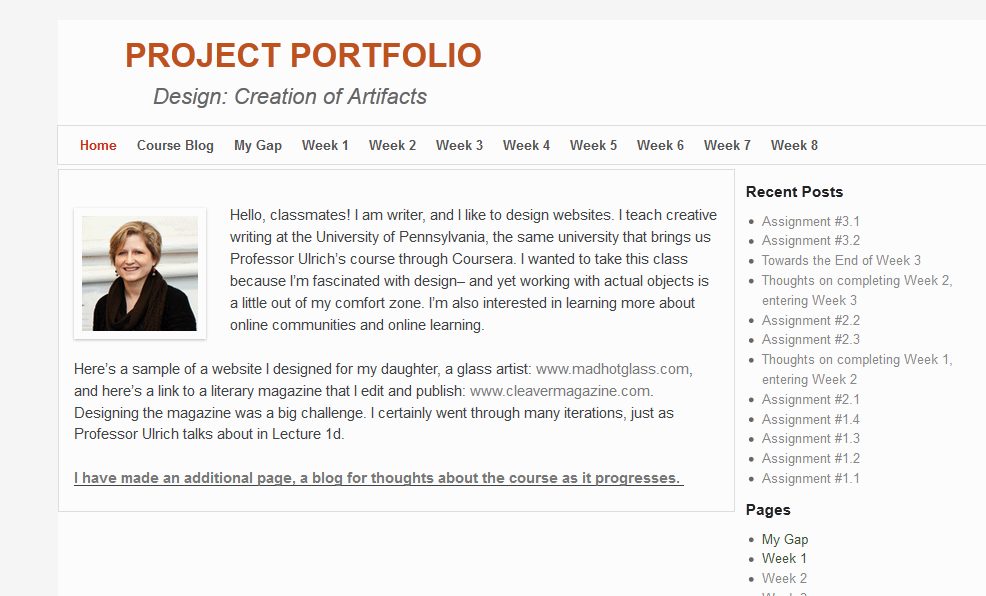 PROJECT PORTFOLIO
Design: Creation of Artifacts
Home Course Blog My Gap Week 1 Week 2 Week 3 Week 4 Week 5 Week 6 Week 7 Week 8
Hello, classmates! I am writer, and I like to design websites. I teach creative
writing at the University of Pennsylvania, the same university that brings us
Professor Ulrich’s course through Coursera. I wanted to take this class
because I’m fascinated with design– and yet working with actual objects is
a little out of my comfort zone. I’m also interested in learning more about
online communities and online learning.
Here’s a sample of a website I designed for my daughter, a glass artist: www.madhotglass.com,
and here’s a link to a literary magazine that I edit and publish: www.cleavermagazine.com.
Designing the magazine was a big challenge. I certainly went through many iterations, just as
Professor Ulrich talks about in Lecture 1d.
I have made an additional page, a blog for thoughts about the course as it progresses.
Recent Posts
Assignment #3.1
Assignment #3.2
Towards the End of Week 3
Thoughts on completing Week 2,
entering Week 3
Assignment #2.2
Assignment #2.3
Thoughts on completing Week 1,
entering Week 2
Assignment #2.1
Assignment #1.4
Assignment #1.3
Assignment #1.2
Assignment #1.1
Pages
My Gap
Week 1
Week 2